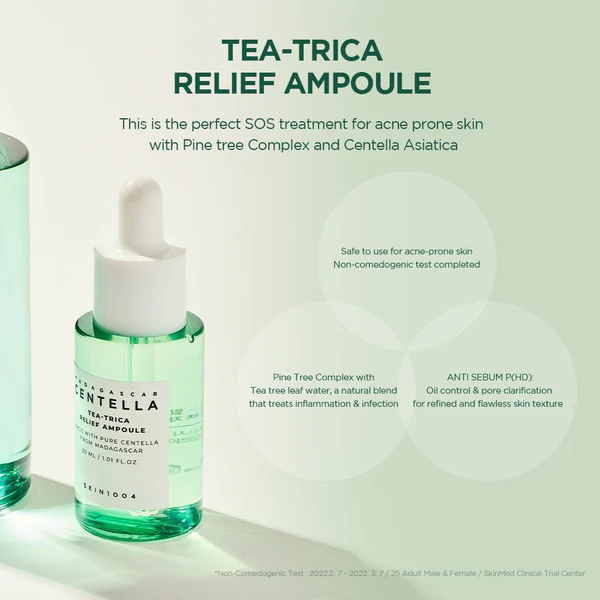 TEA-TRICA
RELIEF AMPOULE
This is the perfect SOS treatment for acne prone skin
with Pine tree Complex and Centella Asiatica
Safe to use for acne-prone skin
Non-comedogenic test completed
Pine Tree Complex with
Tea tree leaf water, a natural blend
that treats inflammation & infection
ANTI SEBUM P(HD):
Oil control & pore clarification
for refined and flawless skin texture
MADAGASCAR
CENTELLA
TEA-TRICA
RELIEF AMPOULE
WITH PURE CENTELLA
FROM MADAGASCAR
30 ML / 1.01 FL.OZ.
SKIN1004
*Non-Comedogenic Test : 2022.2. 7 - 2022. 3. 7 / 25 Adult Male & Female / SkinMed Clinical Trial Center